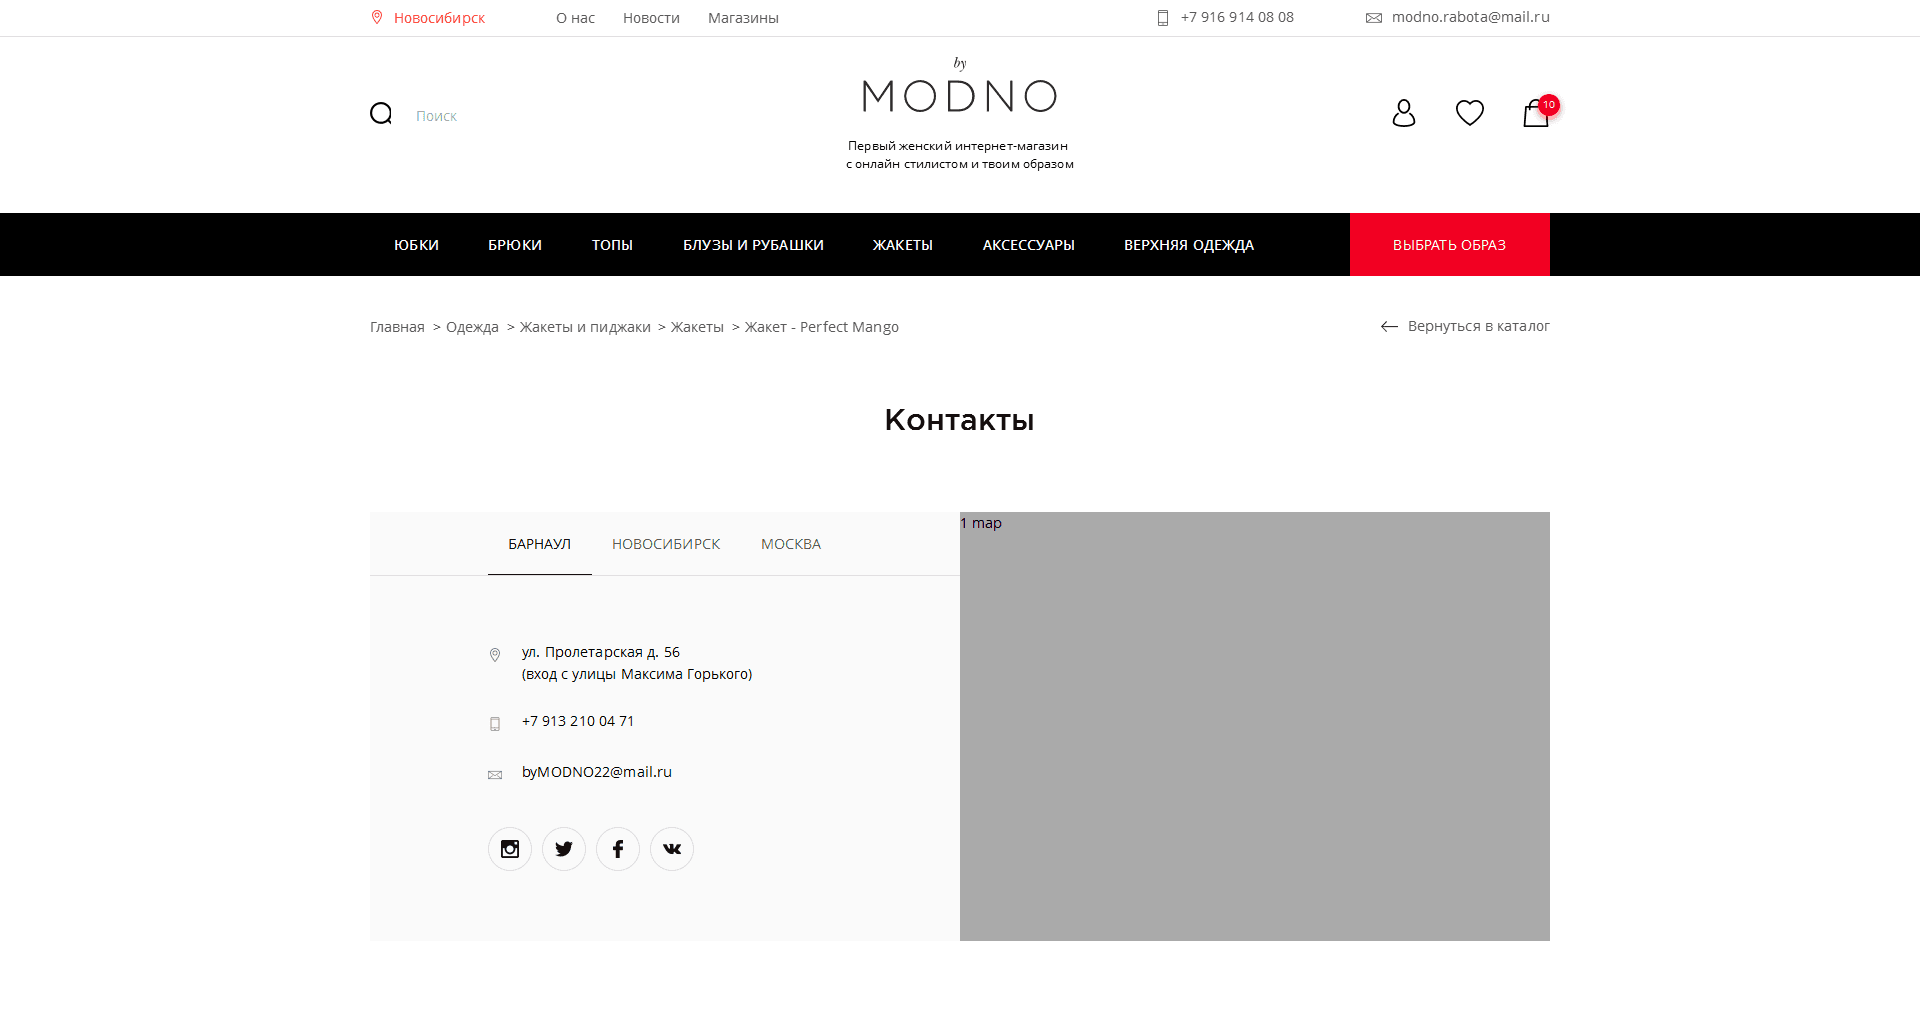 Новосибирск О нас Новости Магазины +7 916 914 08 08 modno.rabota@mail.ru
by
MODNO
Поиск
10
Первый женский интернет-магазин
с онлайн стилистом и твоим образом
ЮБКИ БРЮКИ ТОПЫ БЛУЗЫ И РУБАШКИ ЖАКЕТЫ АКСЕССУАРЫ ВЕРХНЯЯ ОДЕЖДА ВЫБРАТЬ ОБРАЗ
Главная > Одежда > Жакеты и пиджаки > Жакеты > Жакет - Perfect Mango Вернуться в каталог
Контакты
БАРНАУЛ НОВОСИБИРСК МОСКВА
1 map
ул. Пролетарская д. 56
(вход с улицы Максима Горького)
+7 913 210 04 71
byMODNO22@mail.ru